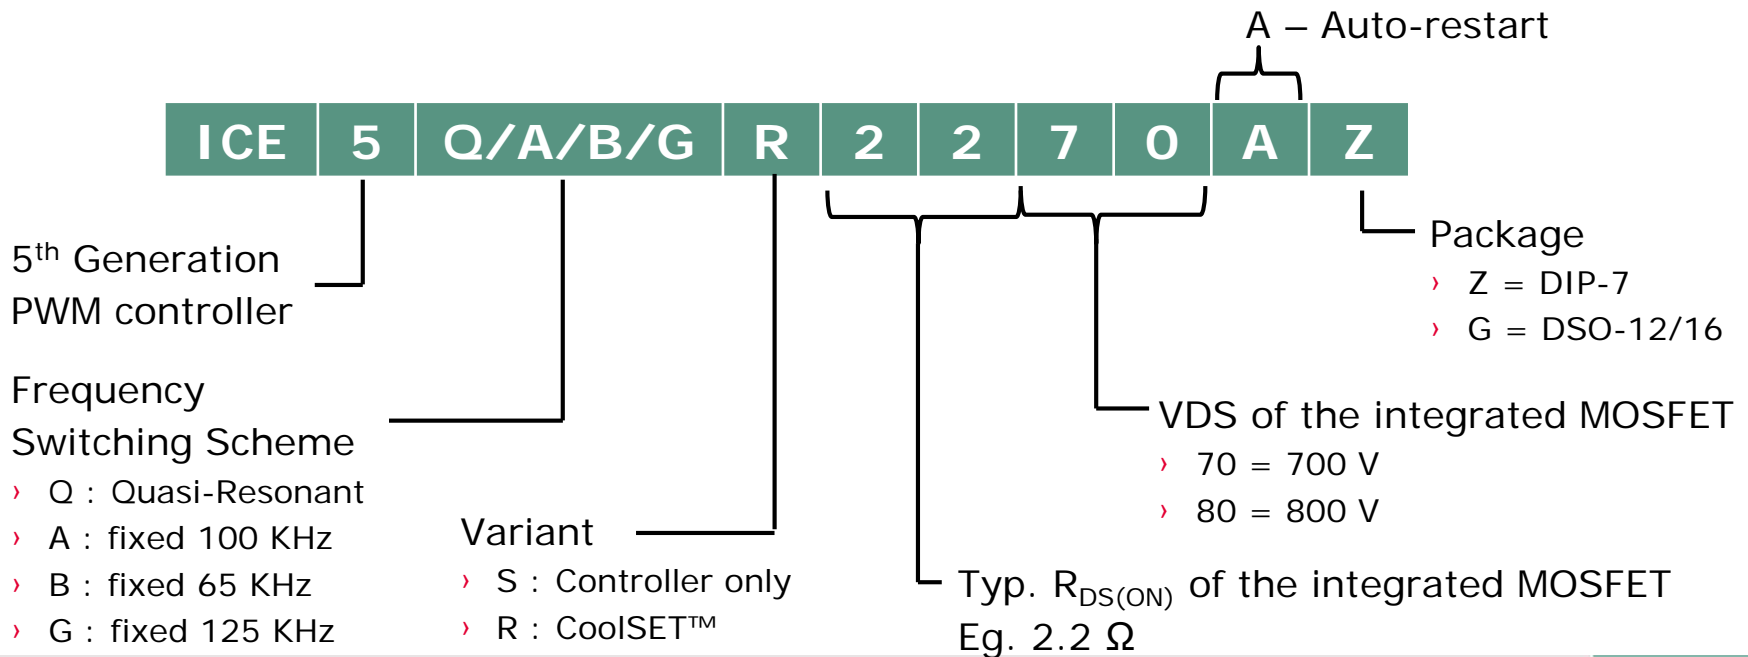 A – Auto-restart
ICE 5 Q/A/B/G R 2 2 7 0 A Z
5th Generation
PWM controller
Frequency
Switching Scheme
› Q : Quasi-Resonant
› A : fixed 100 KHz
› B : fixed 65 KHz
› G : fixed 125 KHz
Variant
› S : Controller only
› R : CoolSET™
Typ. RDS(ON) of the integrated MOSFET
Eg. 2.2 Ω
VDS of the integrated MOSFET
› 70 = 700 V
› 80 = 800 V
Package
› Z = DIP-7
› G = DSO-12/16